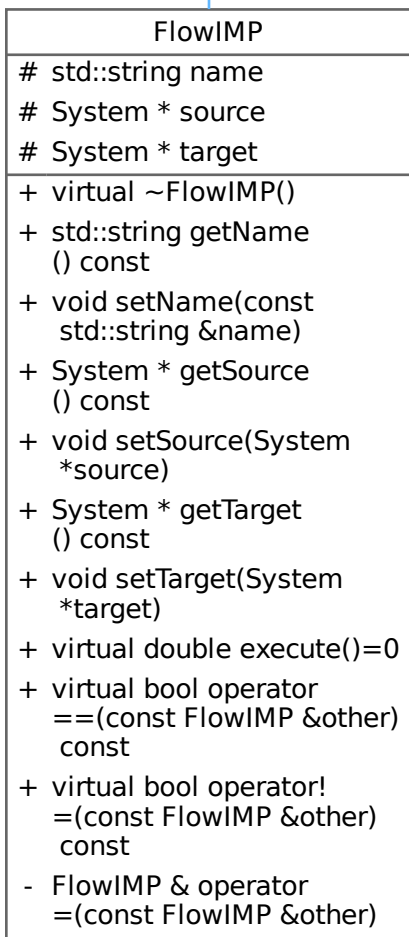 FlowIMP
# std::string name
# System * source
# System * target
+ virtual ~FlowIMP()
+ std::string getName
() const
+ void setName(const
std::string &name)
+ System * getSource
() const
+ void setSource(System
*source)
+ System * getTarget
() const
+ void setTarget(System
*target)
+ virtual double execute()=0
+ virtual bool operator
==(const FlowIMP &other)
const
+ virtual bool operator!
=(const FlowIMP &other)
const
- FlowIMP & operator
=(const FlowIMP &other)